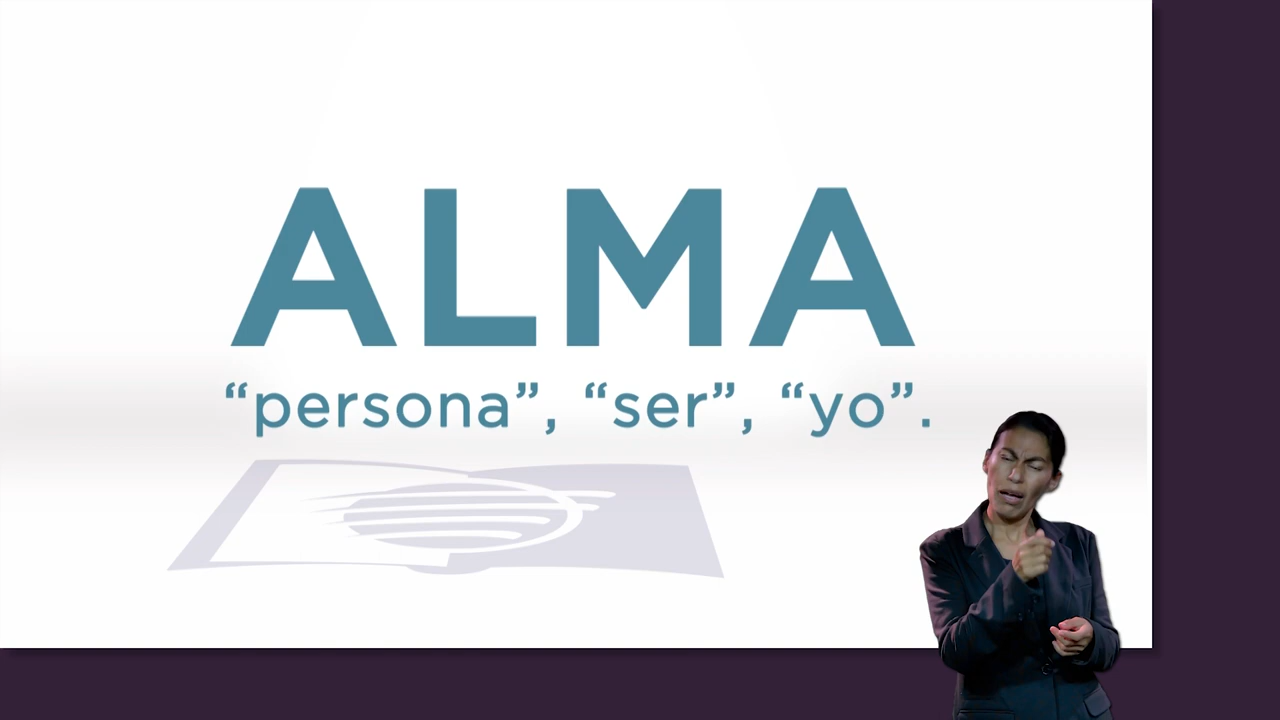 ALMA
“persona”, “ser”, “yo”.